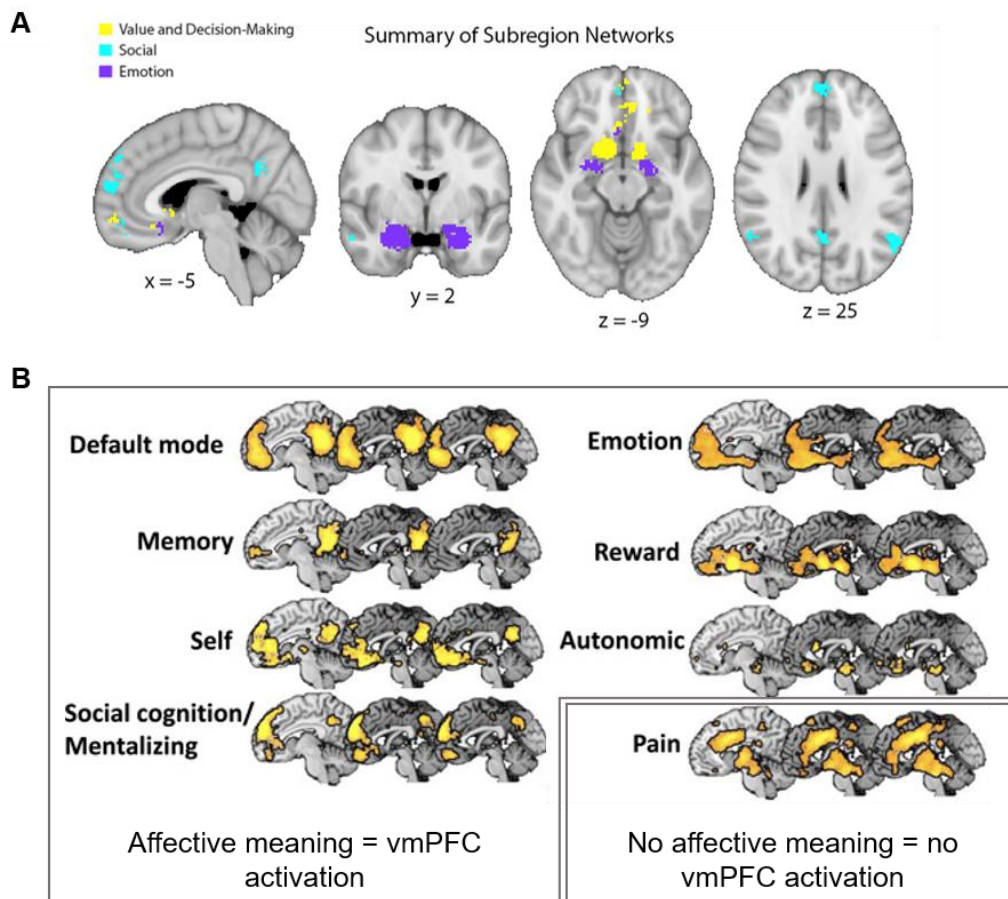 A
Value and Decision-Making
Social
Emotion
Summary of Subregion Networks
x = -5
y = 2
z = -9
z = 25
B
Default mode
Memory
Self
Social cognition/
Mentalizing
Affective meaning = vmPFC
activation
Emotion
Reward
Autonomic
Pain
No affective meaning = no
vmPFC activation